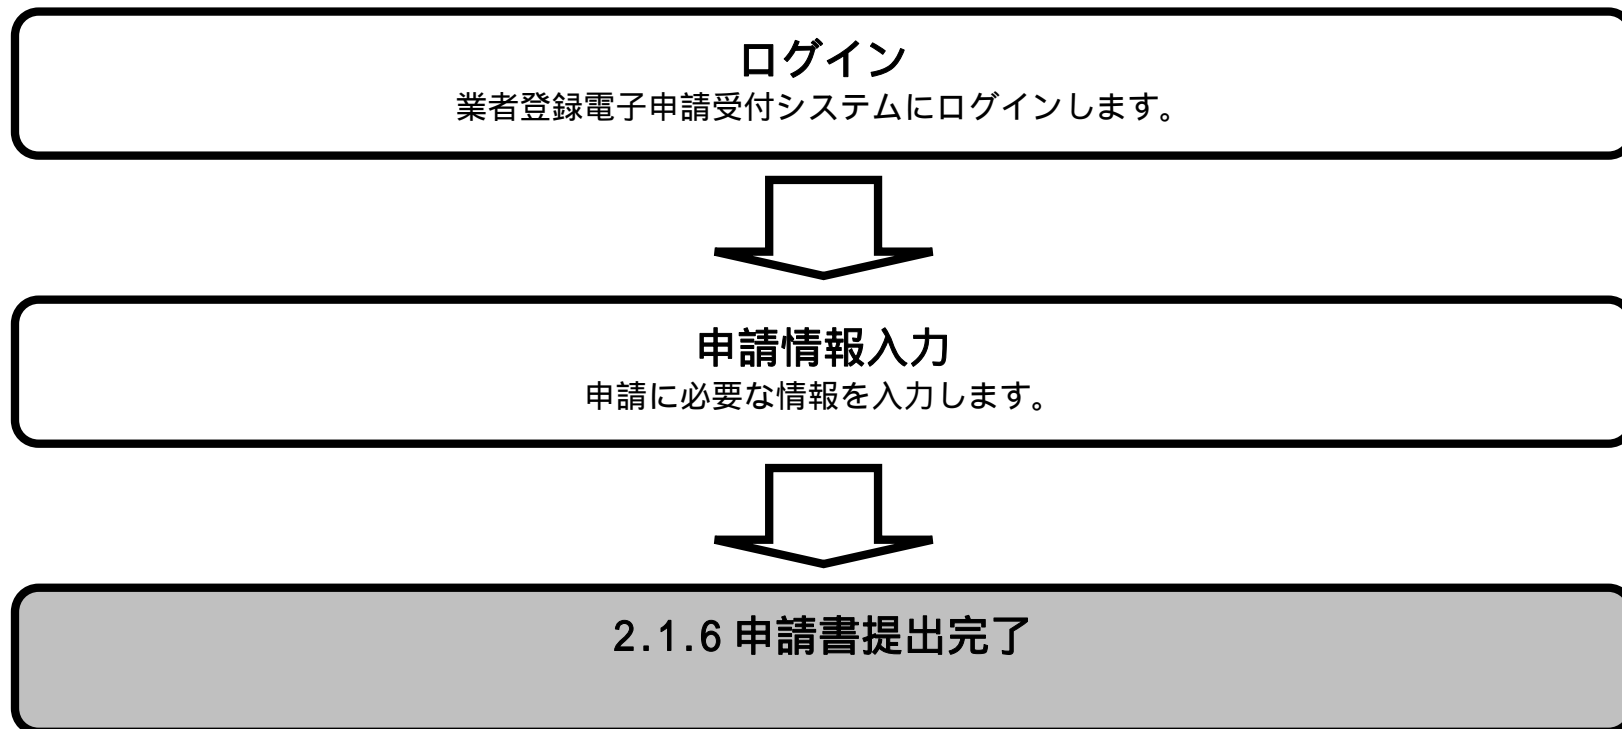 ログイン
業者登録電子申請受付システムにログインします。
申請情報入力
申請に必要な情報を入力します。
2.1.6 申請書提出完了